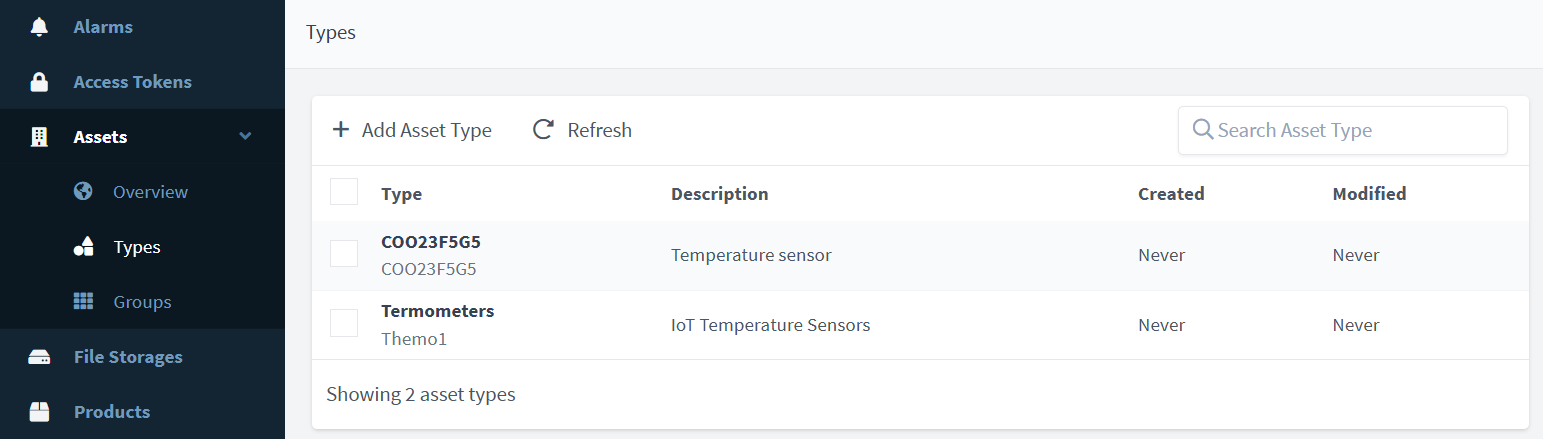 Alarms
Access Tokens
Assets
Overview
Types
Groups
File Storages
Products
Types
Add Asset Type Refresh Search Asset Type
Type Description Created Modified
COO23F5G5
COO23F5G5 Temperature sensor Never Never
Termometers
Themo1 IoT Temperature Sensors Never Never
Showing 2 asset types